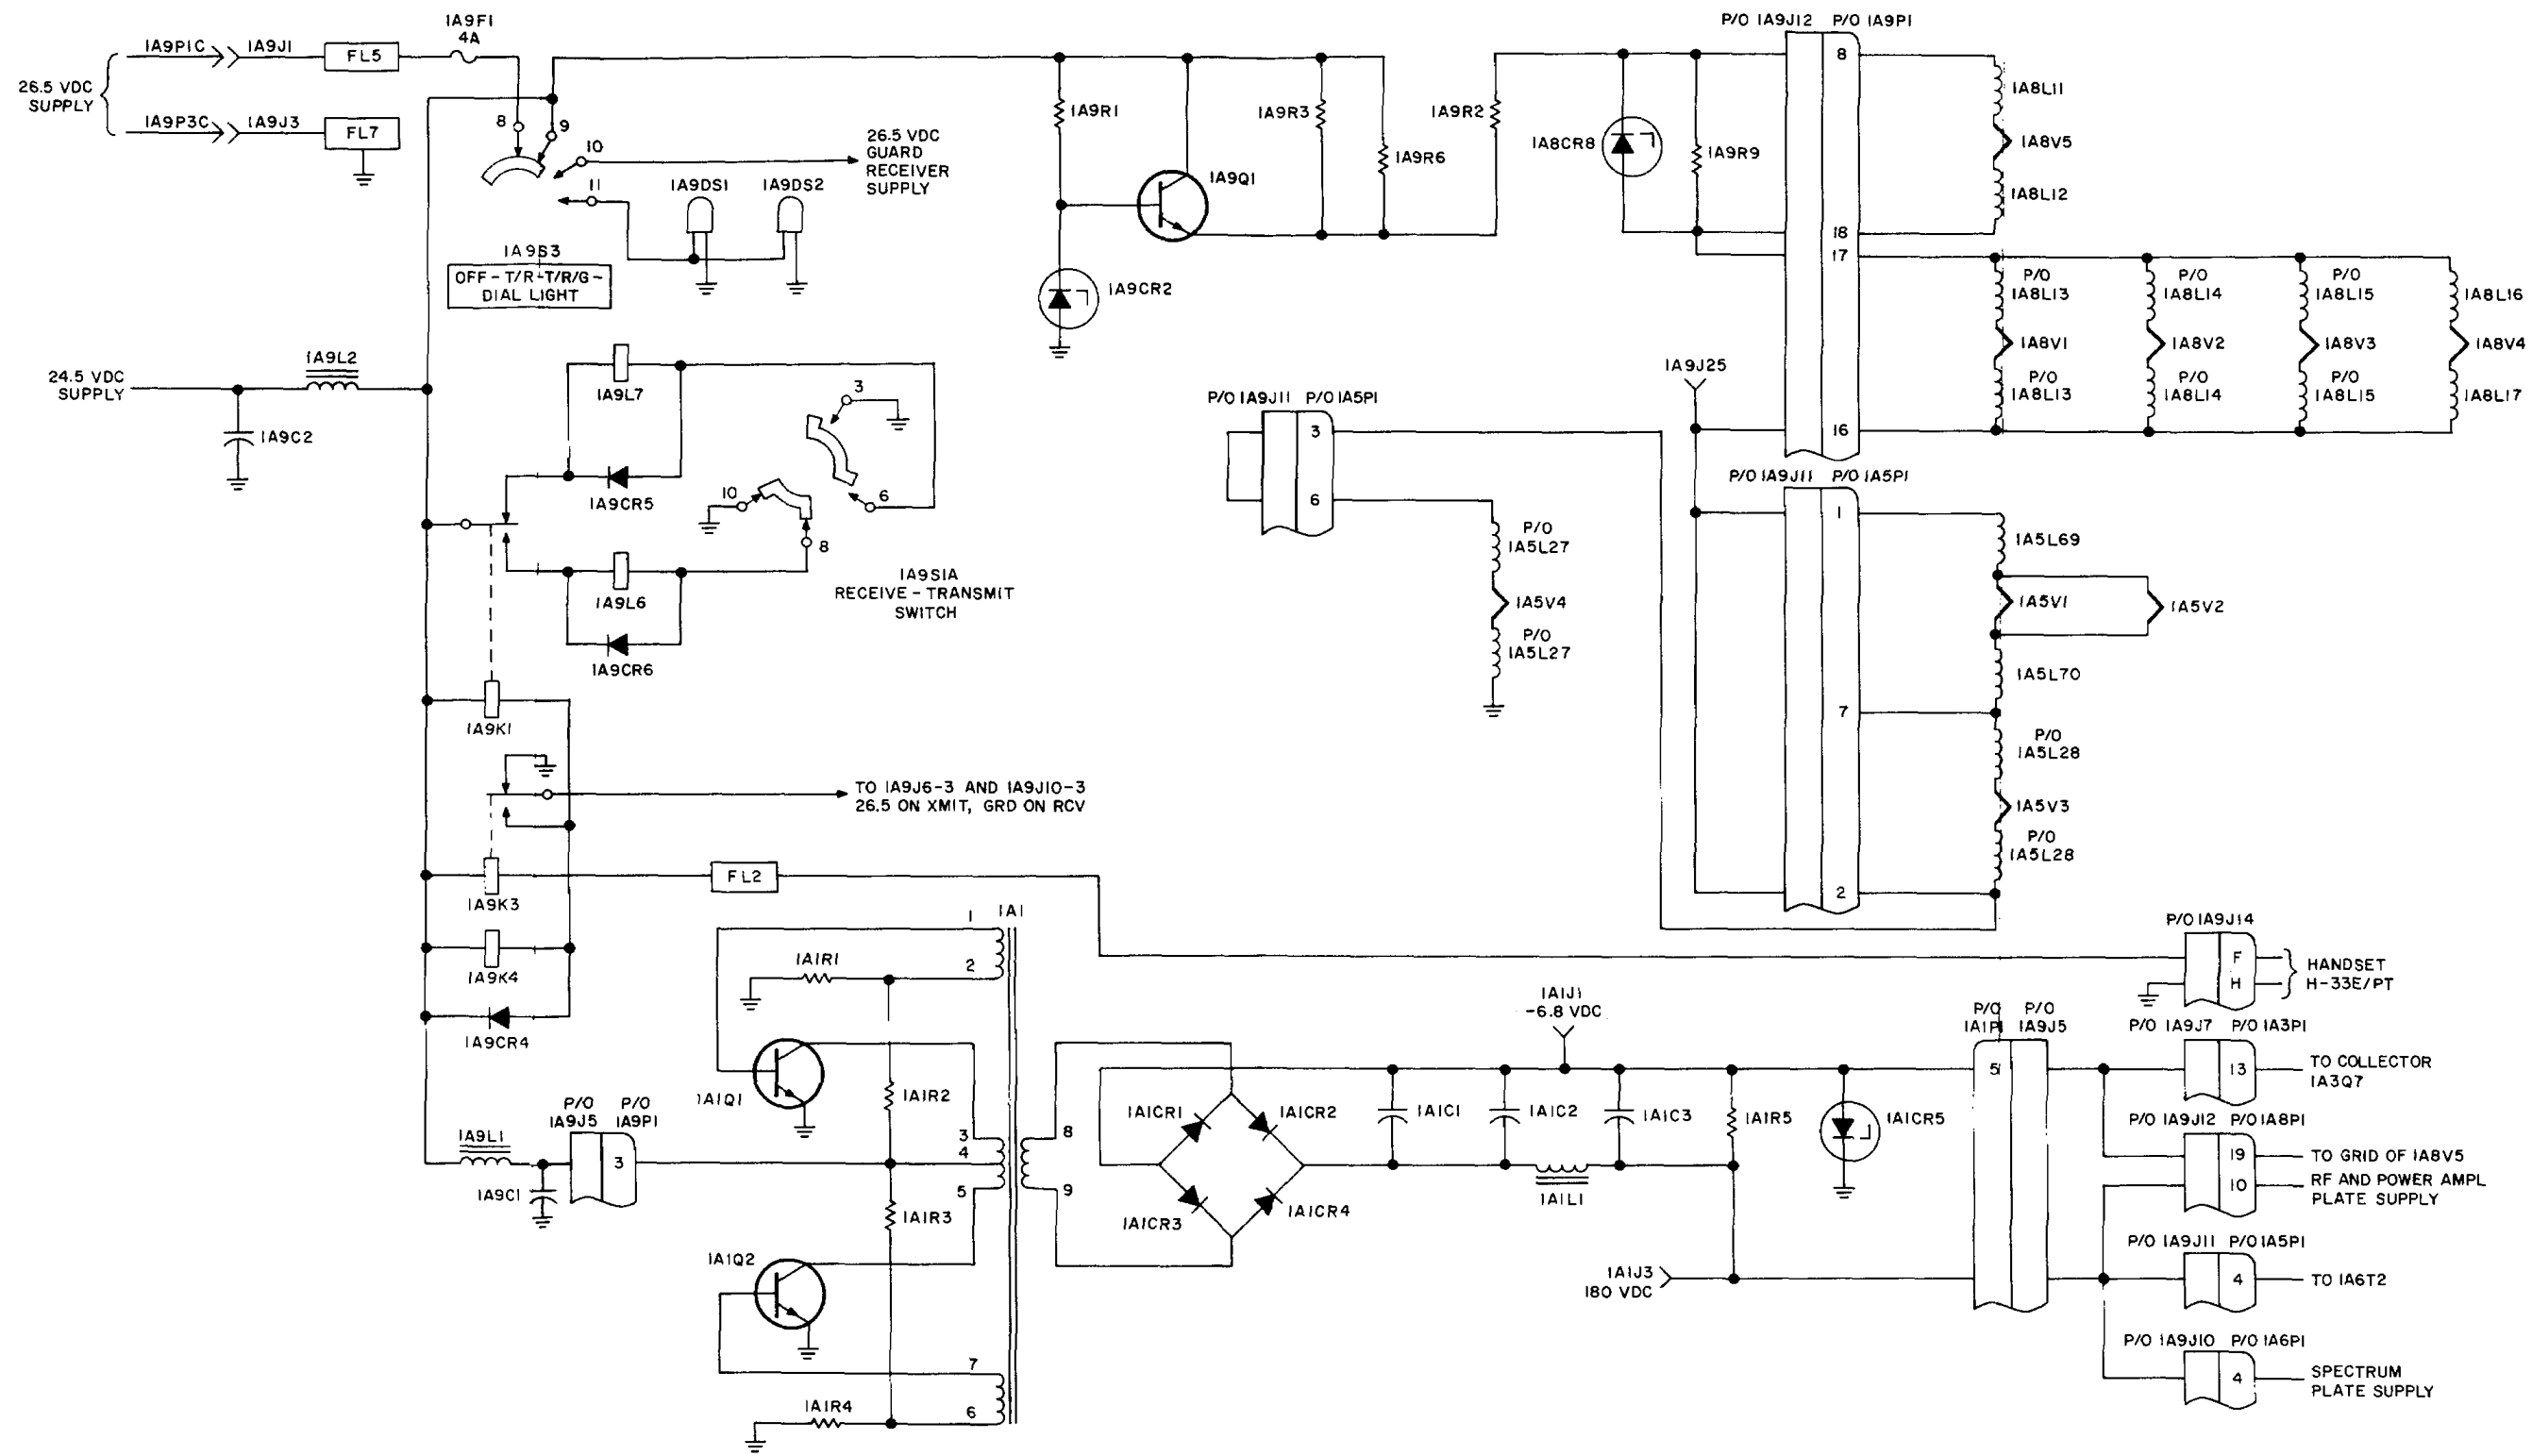 1A9F1
4A
1A9P1C
1A9J1
FL5
26.5 VDC
SUPPLY
1A9P3C
1A9J3
FL7
8
9
10
11
26.5 VDC
GUARD
RECEIVER
SUPPLY
1A9DS1
1A9DS2
1A9S3
OFF-T/R-T/R/G-
DIAL LIGHT
1A9R1
1A9Q1
1A9CR2
1A9R3
1A9R6
1A9R2
1A8CR8
1A9R9
P/O 1A9J12
P/O 1A9P1
8
18
17
16
1A8L11
1A8V5
1A8L12
P/O
1A8L13
P/O
1A8L14
P/O
1A8L15
1A8L16
1A8V1
1A8V2
1A8V3
1A8V4
P/O
1A8L13
P/O
1A8L14
P/O
1A8L15
1A8L17
24.5 VDC
SUPPLY
1A9L2
1A9C2
1A9L7
1A9CR5
3
6
10
8
1A9L6
1A9CR6
1A9S1A
RECEIVE-TRANSMIT
SWITCH
1A9J25
P/O 1A9J11
P/O 1A5P1
3
6
P/O
1A5L27
1A5V4
P/O
1A5L27
P/O 1A9J11
P/O 1A5P1
1
7
2
1A5L69
1A5V1
1A5V2
1A5L70
P/O
1A5L28
1A5V3
P/O
1A5L28
1A9K1
TO 1A9J6-3 AND 1A9J10-3
26.5 ON XMIT, GRD ON RCV
1A9K3
FL2
1A9K4
1A9CR4
1A9L1
1A9C1
P/O
1A9J5
P/O
1A9P1
3
1A1
1
2
3
4
5
7
6
8
9
1A1R1
1A1Q1
1A1R2
1A1R3
1A1Q2
1A1R4
1A1CR1
1A1CR2
1A1CR3
1A1CR4
1A1J1
-6.8 VDC
1A1C1
1A1C2
1A1C3
1A1R5
1A1CR5
1A1L1
1A1J3
180 VDC
P/O
1A1P1
P/O
1A9J5
5
P/O 1A9J14
F
H
HANDSET
H-33E/PT
P/O 1A9J7
P/O 1A3P1
13
TO COLLECTOR
1A3Q7
P/O 1A9J12
P/O 1A8P1
19
TO GRID OF 1A8V5
10
RF AND POWER AMPL
PLATE SUPPLY
P/O 1A9J11
P/O 1A5P1
4
TO 1A6T2
P/O 1A9J10
P/O 1A6P1
4
SPECTRUM
PLATE SUPPLY